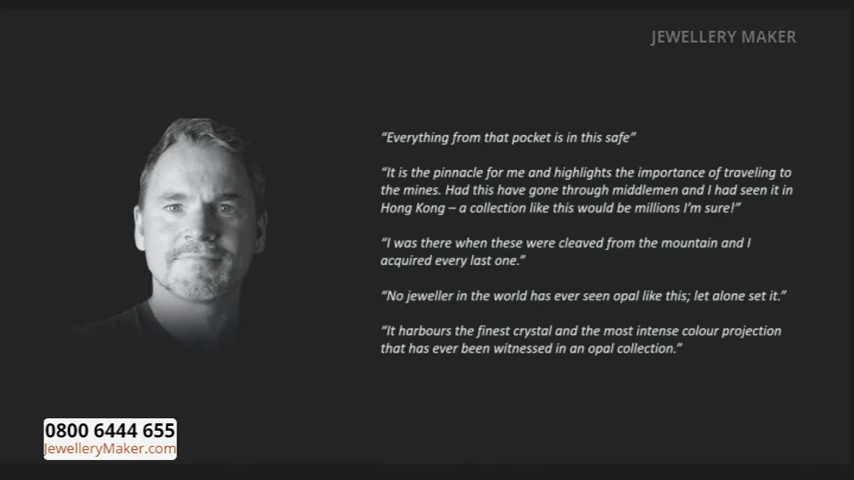 JEWELLERY MAKER
“Everything from that pocket is in this safe”
“It is the pinnacle for me and highlights the importance of traveling to
the mines. Had this have gone through middlemen and I had seen it in
Hong Kong – a collection like this would be millions I’m sure!”
“I was there when these were cleaved from the mountain and I
acquired every last one.”
“No jeweller in the world has ever seen opal like this; let alone set it.”
“It harbours the finest crystal and the most intense colour projection
that has ever been witnessed in an opal collection.”
0800 6444 655
JewelleryMaker.com